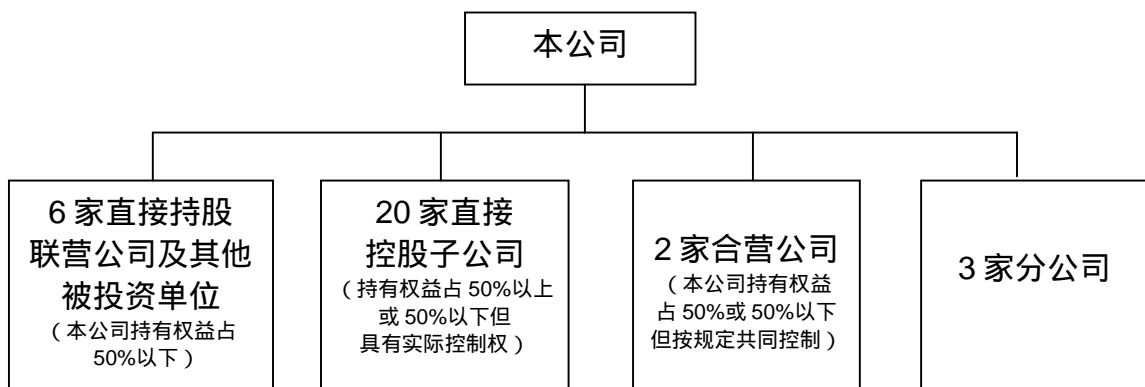 本公司
6 家直接持股
联营公司及其他
被投资单位
（本公司持有权益占
50%以下）
20 家直接
控股子公司
（持有权益占 50%以上
或 50%以下但
具有实际控制权）
2 家合营公司
（本公司持有权益
占 50%或 50%以下
但按规定共同控制）
3 家分公司